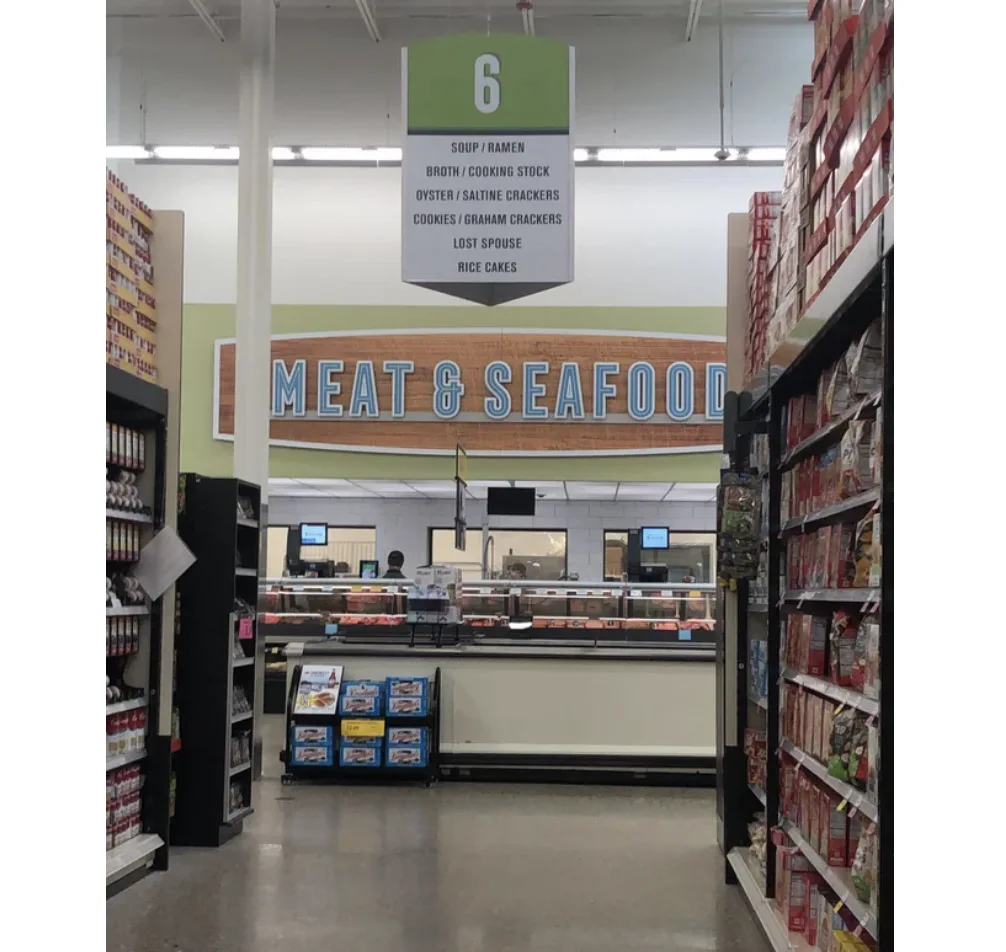 6
SOUP / RAMEN
BROTH / COOKING STOCK
OYSTER / SALTINE CRACKERS
COOKIES / GRAHAM CRACKERS
LOST SPOUSE
RICE CAKES
MEAT & SEAFOOD